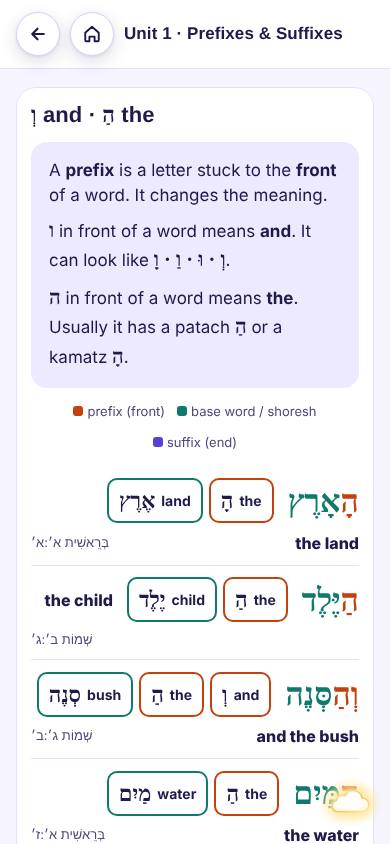 Unit 1 · Prefixes & Suffixes
וְ and · הַ the
A prefix is a letter stuck to the front
of a word. It changes the meaning.
ו in front of a word means and. It
can look like וְ · וּ · וַ · וָ.
ה in front of a word means the.
Usually it has a patach הַ or a
kamatz הָ.
prefix (front) base word / shoresh
suffix (end)
הָאָרֶץ הָ the אֶרֶץ land
the land בְּרֵאשִׁית א׳:א׳
הַיֶּלֶד הַ the יֶלֶד child the child
שְׁמוֹת ב׳:ג׳
וְהַסְּנֶה וְ and הַ the סְנֶה bush
and the bush שְׁמוֹת ג׳:ב׳
הַמַּיִם הַ the מַיִם water
the water בְּרֵאשִׁית א׳:ז׳